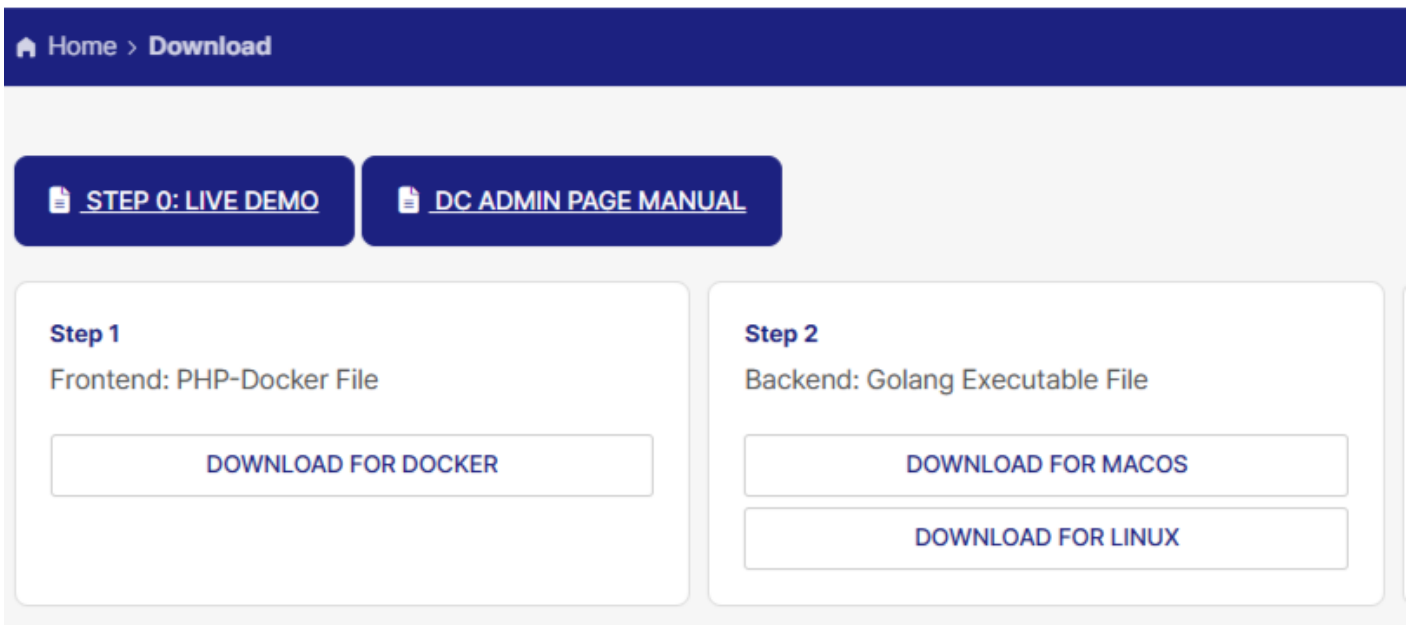 Home > Download
STEP 0: LIVE DEMO
DC ADMIN PAGE MANUAL
Step 1
Frontend: PHP-Docker File
DOWNLOAD FOR DOCKER
Step 2
Backend: Golang Executable File
DOWNLOAD FOR MACOS
DOWNLOAD FOR LINUX